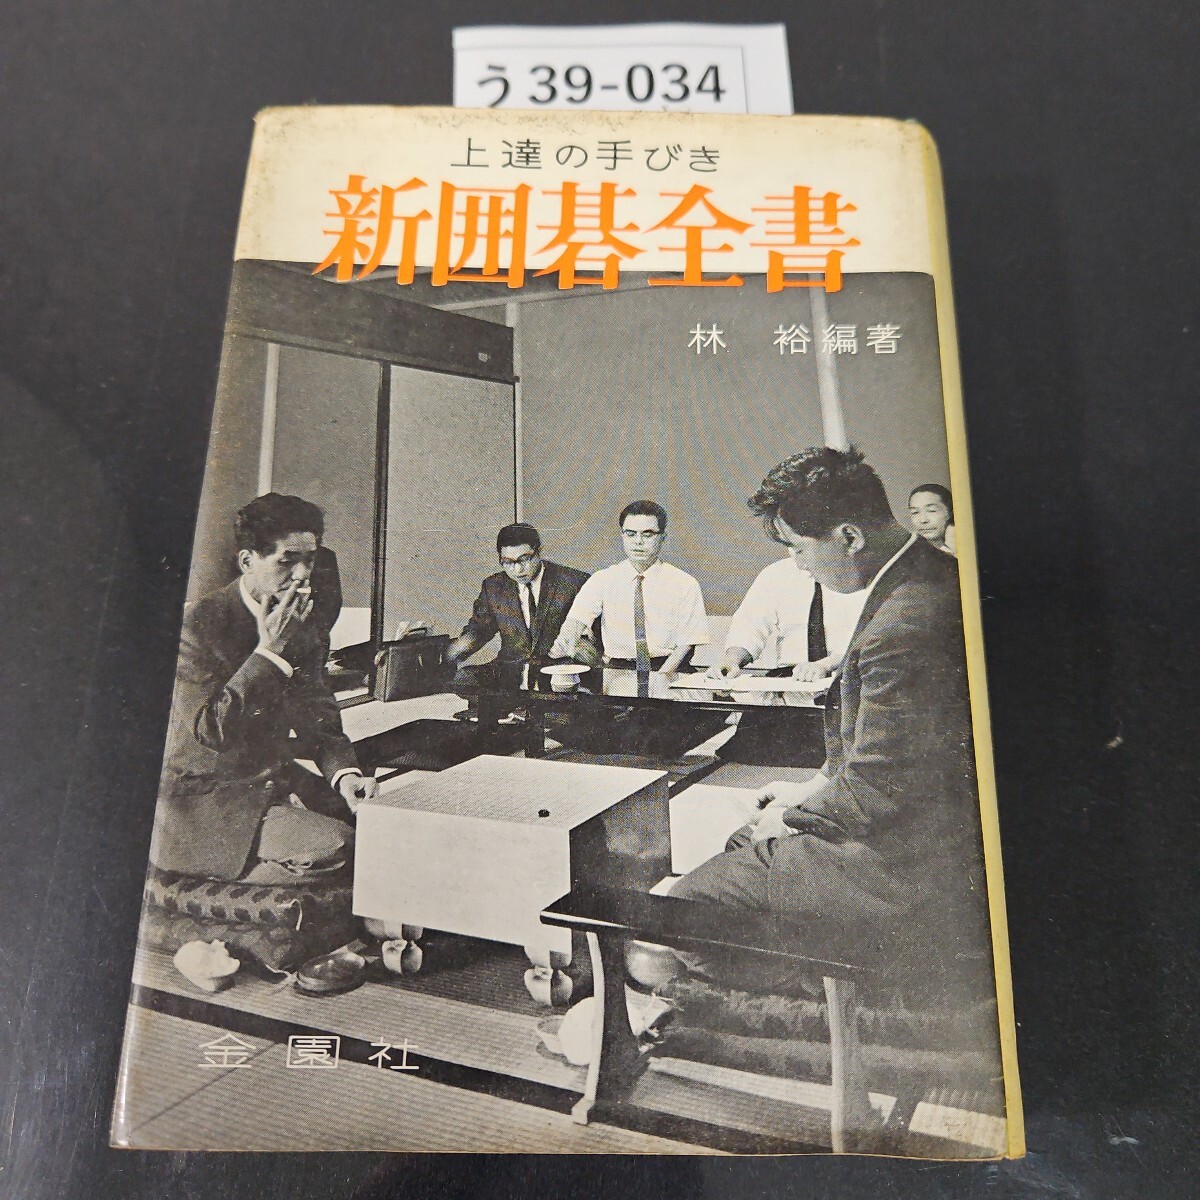 う39-034
上達の手びき
新囲碁全書
林 裕編著
金園社